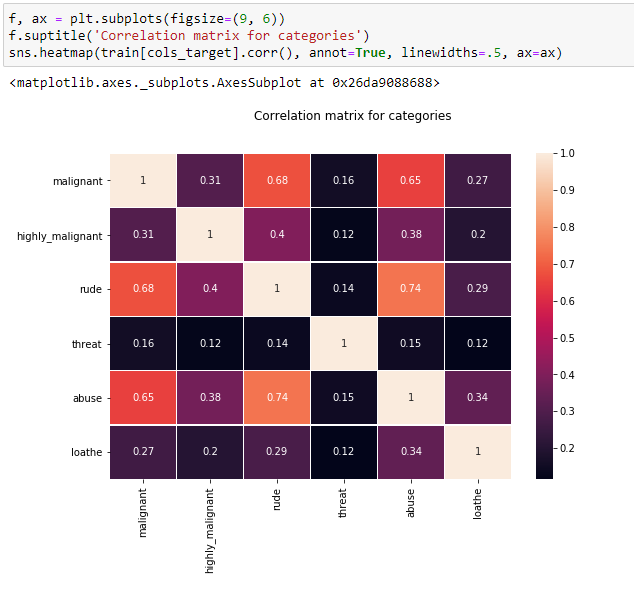 f, ax = plt.subplots(figsize=(9, 6))
f.suptitle('Correlation matrix for categories')
sns.heatmap(train[cols_target].corr(), annot=True, linewidths=.5, ax=ax)
<matplotlib.axes._subplots.AxesSubplot at 0x26da9088688>
Correlation matrix for categories
malignant 1 0.31 0.68 0.16 0.65 0.27
highly_malignant 0.31 1 0.4 0.12 0.38 0.2
rude 0.68 0.4 1 0.14 0.74 0.29
threat 0.16 0.12 0.14 1 0.15 0.12
abuse 0.65 0.38 0.74 0.15 1 0.34
loathe 0.27 0.2 0.29 0.12 0.34 1
malignant
highly_malignant
rude
threat
abuse
loathe
1.0
0.9
0.8
0.7
0.6
0.5
0.4
0.3
0.2